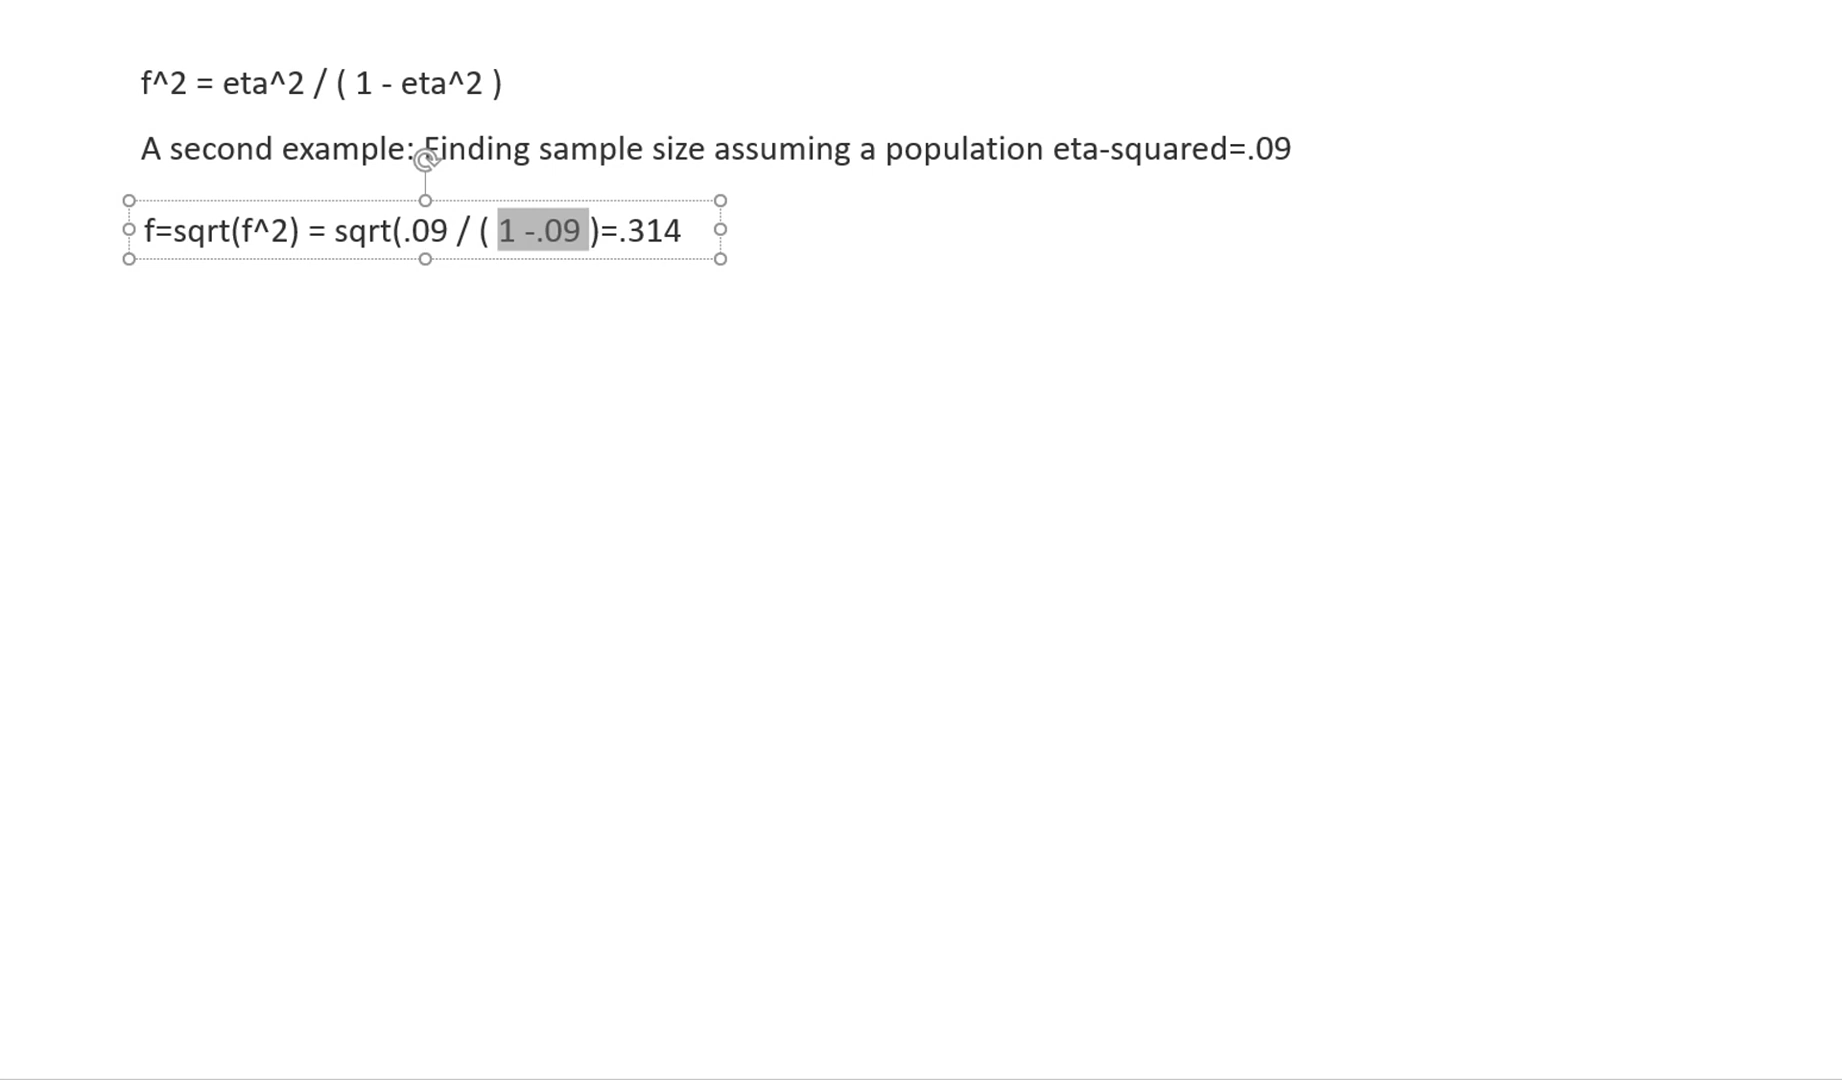 f^2 = eta^2 / ( 1 - eta^2 )
A second example: Finding sample size assuming a population eta-squared=.09
f=sqrt(f^2) = sqrt(.09 / ( 1 -.09 )=.314